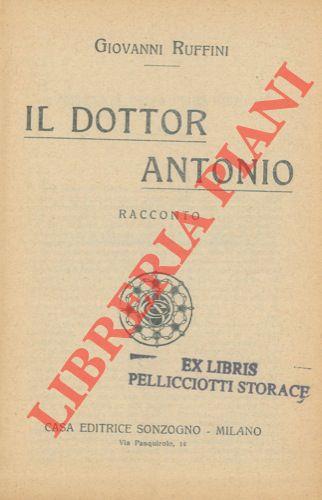 GIOVANNI RUFFINI
IL DOTTOR
ANTONIO
RACCONTO
LIBRERIA PIANI
EX LIBRIS
PELLICCIOTTI STORACE
CASA EDITRICE SONZOGNO - MILANO
Via Pasquirolo, 14